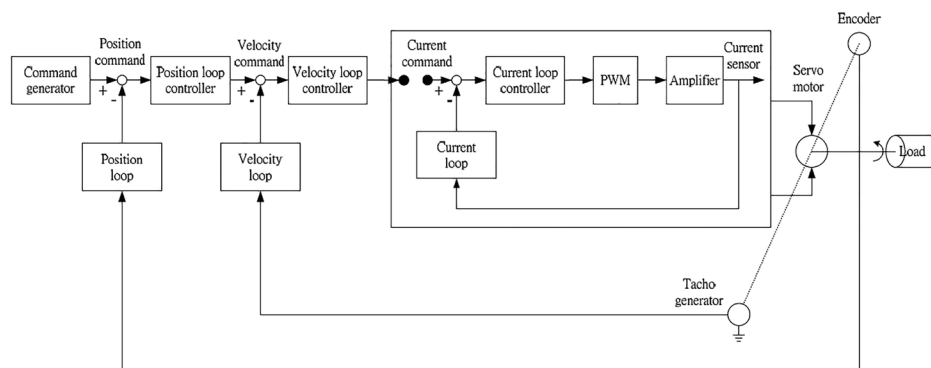 Encoder
Position
command
Velocity
command
Current
command
Current
sensor
Servo
motor
Command
generator
+
-
Position loop
controller
+
-
Velocity loop
controller
+
-
Current loop
controller
PWM
Amplifier
Position
loop
Velocity
loop
Current
loop
Load
Tacho
generator